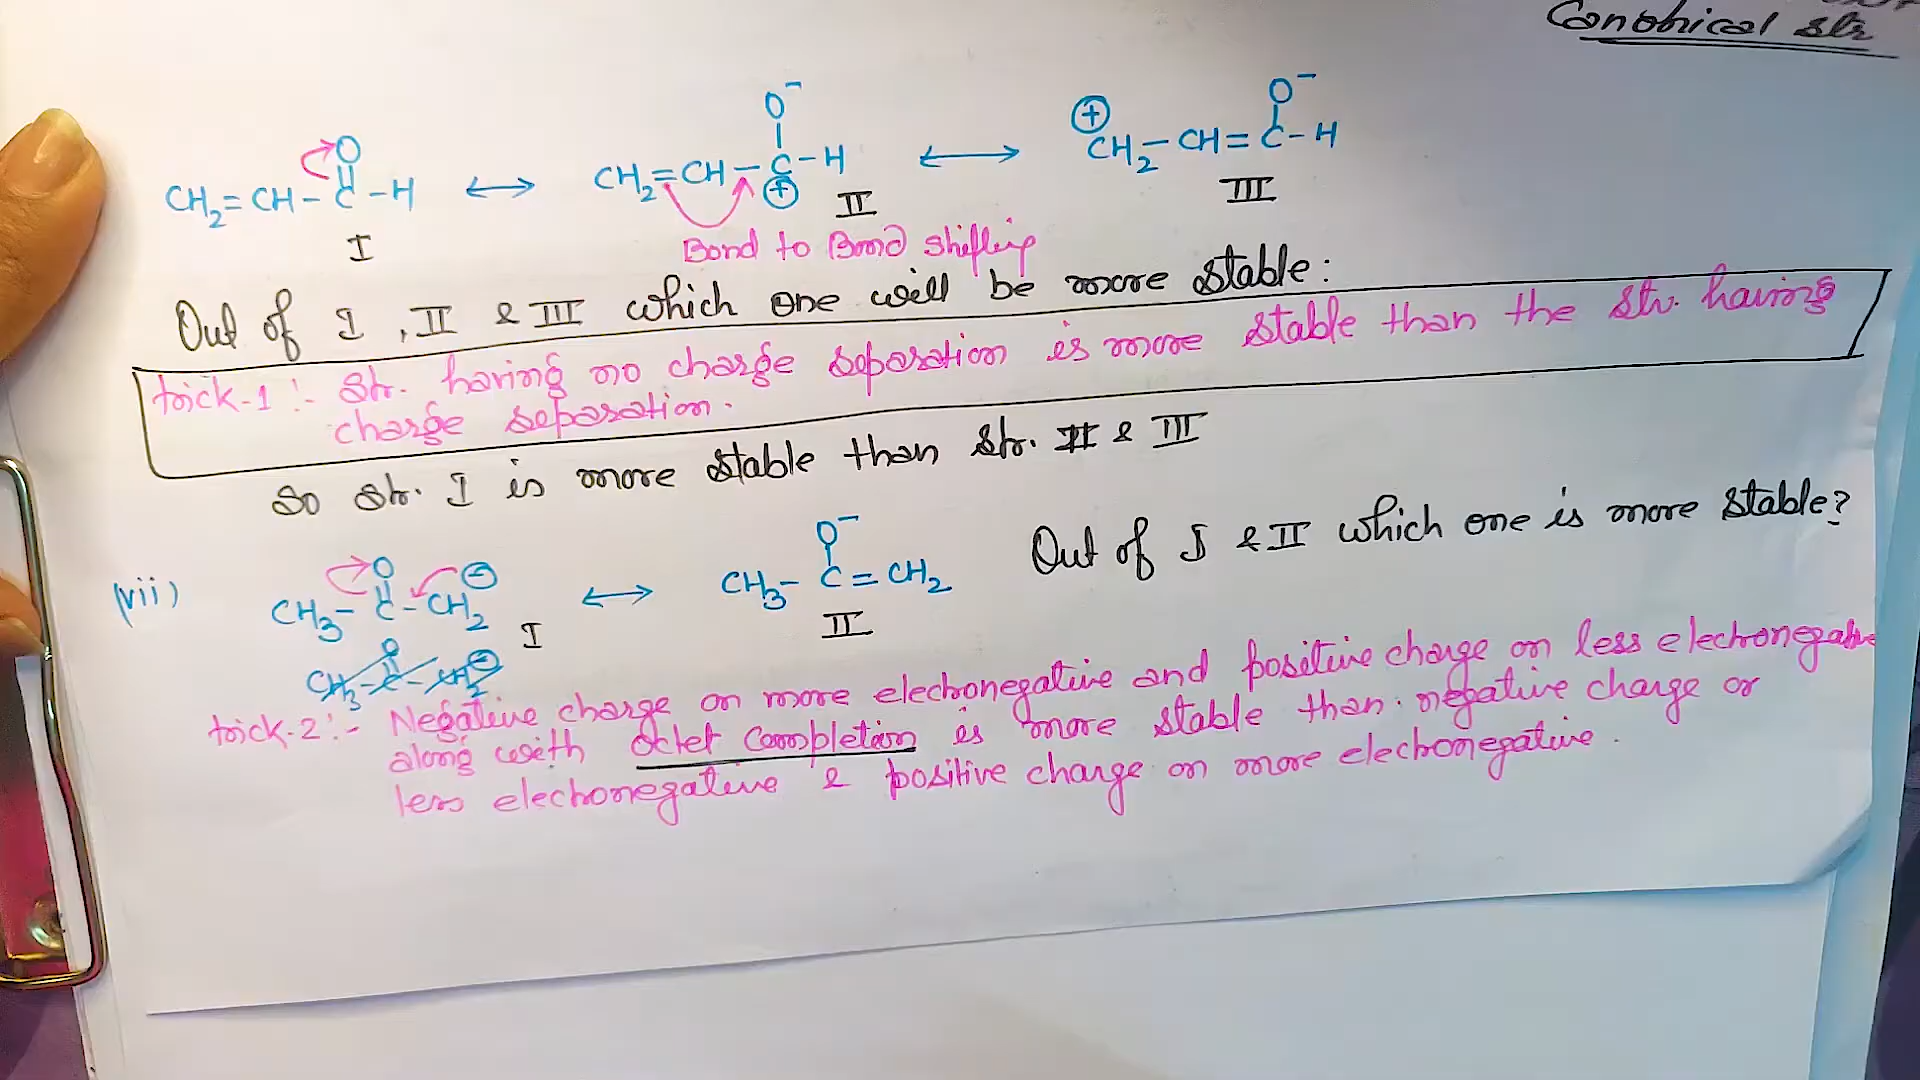 Canonical str
CH2=CH-C(=O)-H ↔ CH2=CH-C(O⁻)(⊕)-H ↔ ⊕CH2-CH=C(O⁻)-H
I II III
Bond to Bond shifting
Out of I, II & III which one will be more stable:
trick-1:- Str. having no charge separation is more stable than the str. having
charge separation.
So str. I is more stable than str. II & III
(vii) CH3-C(=O)-CH2⊖ ↔ CH3-C(O⁻)=CH2 Out of I & II which one is more stable?
I II
CH3-C(=O)-CH2⊖
trick-2:- Negative charge on more electronegative and positive charge on less electronegative
along with octet completion is more stable than negative charge or
less electronegative & positive charge on more electronegative.